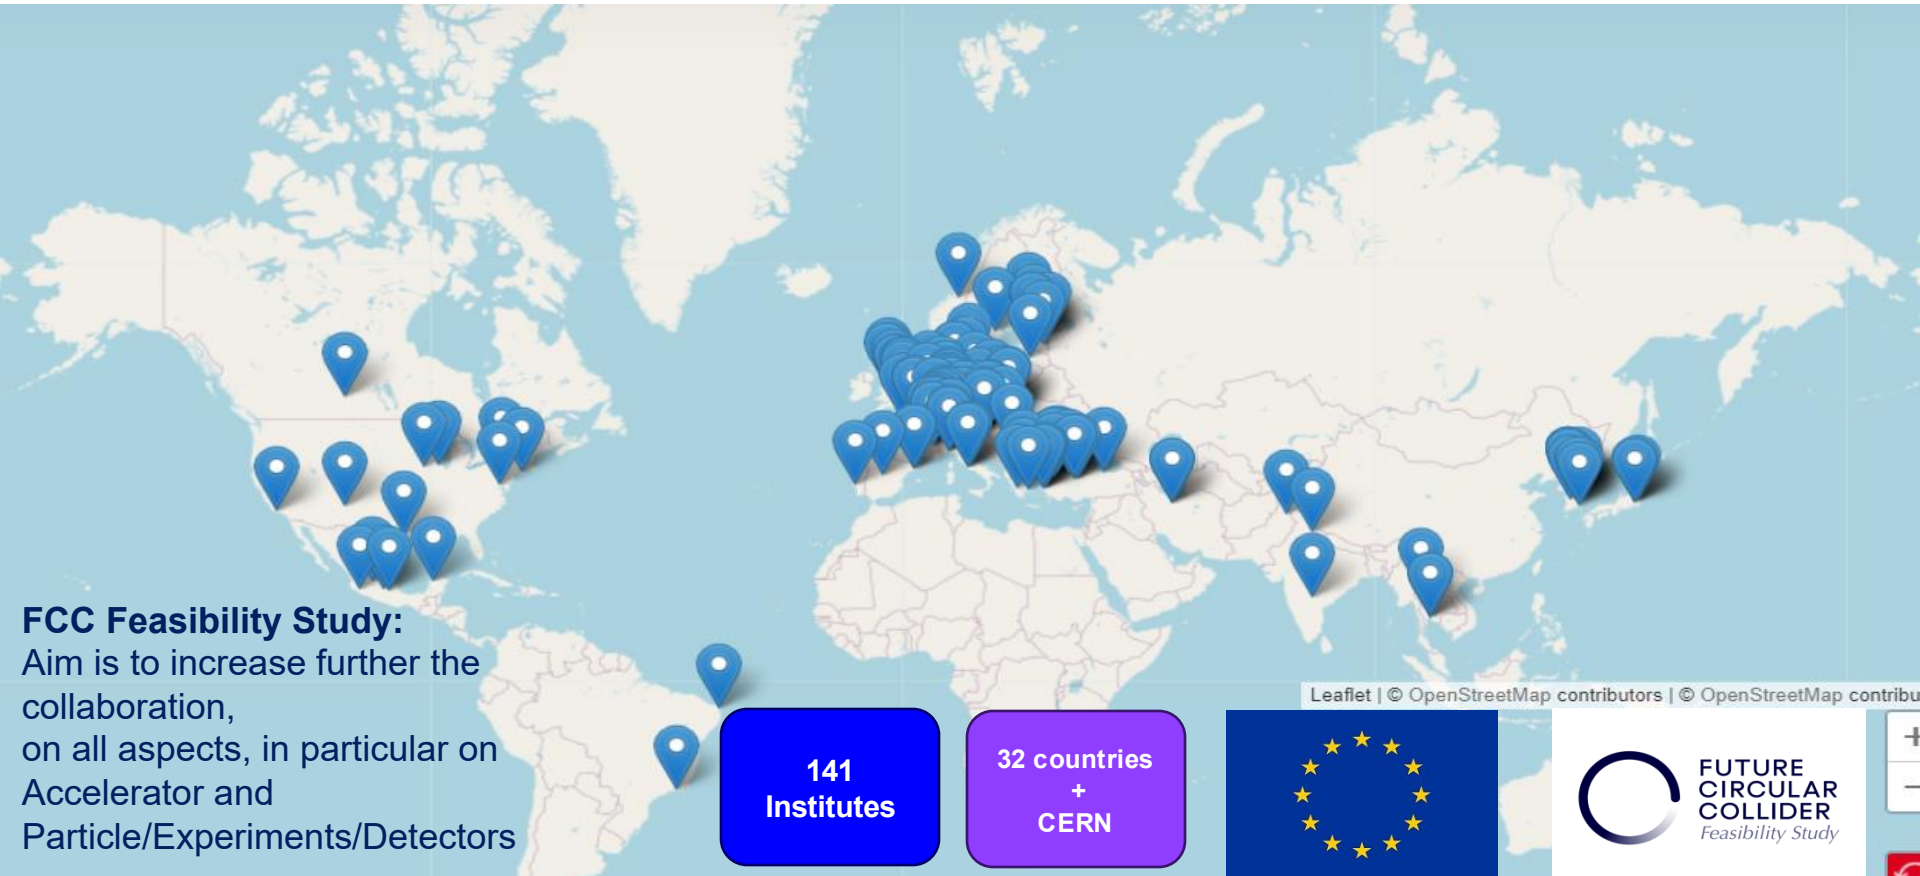 FCC Feasibility Study:
Aim is to increase further the
collaboration,
on all aspects, in particular on
Accelerator and
Particle/Experiments/Detectors
141
Institutes
32 countries
+
CERN
Leaflet | © OpenStreetMap contributors | © OpenStreetMap contribu
FUTURE
CIRCULAR
COLLIDER
Feasibility Study
+
−